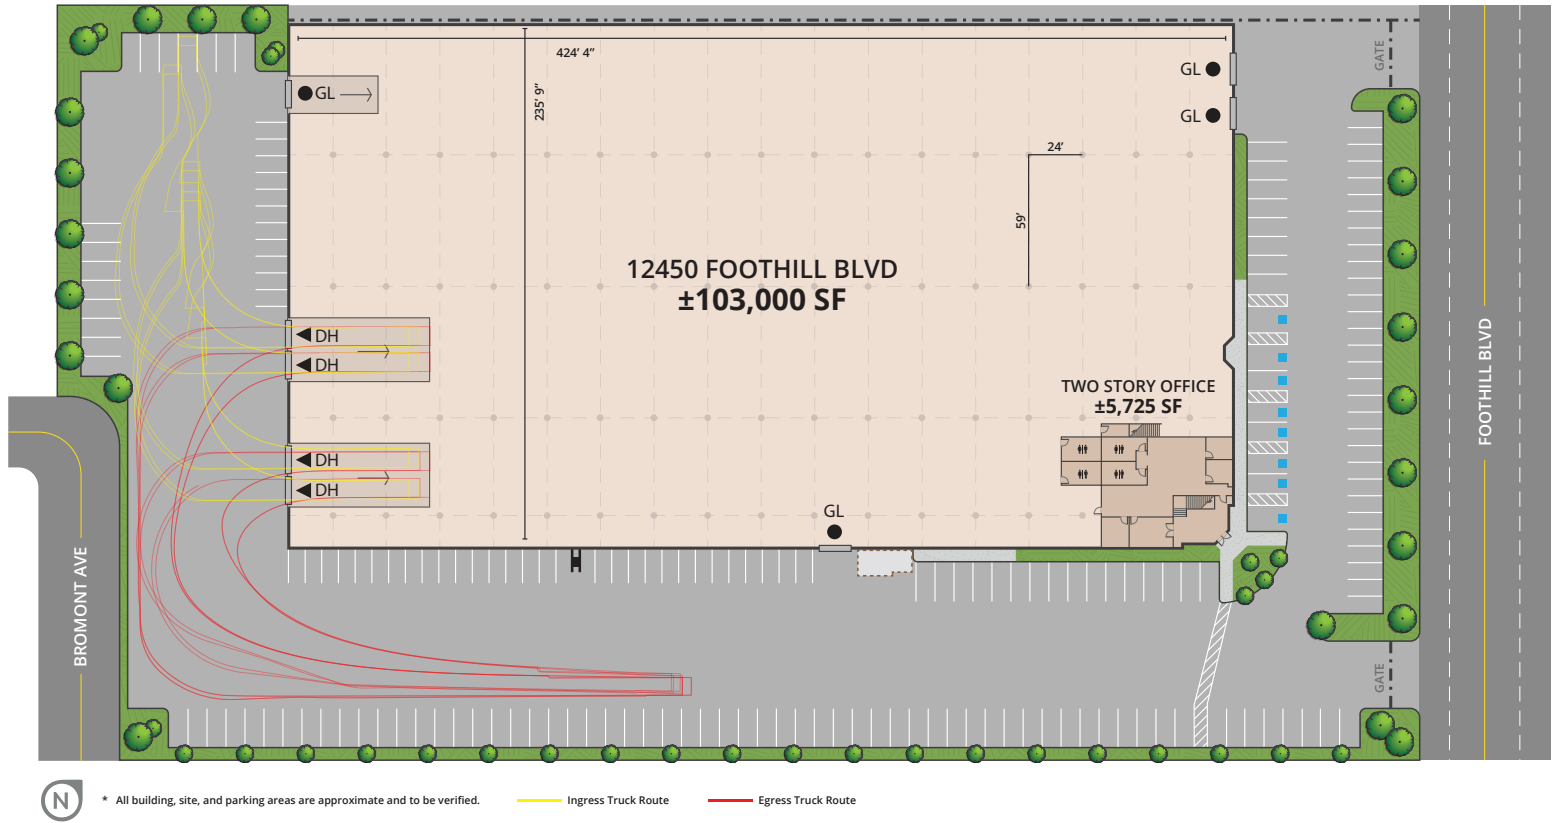 424' 4"
235' 9"
GATE
GL
GL
GL
24'
59'
12450 FOOTHILL BLVD
±103,000 SF
DH
DH
TWO STORY OFFICE
±5,725 SF
FOOTHILL BLVD
DH
DH
GL
BROMONT AVE
GATE
N
* All building, site, and parking areas are approximate and to be verified.
Ingress Truck Route
Egress Truck Route